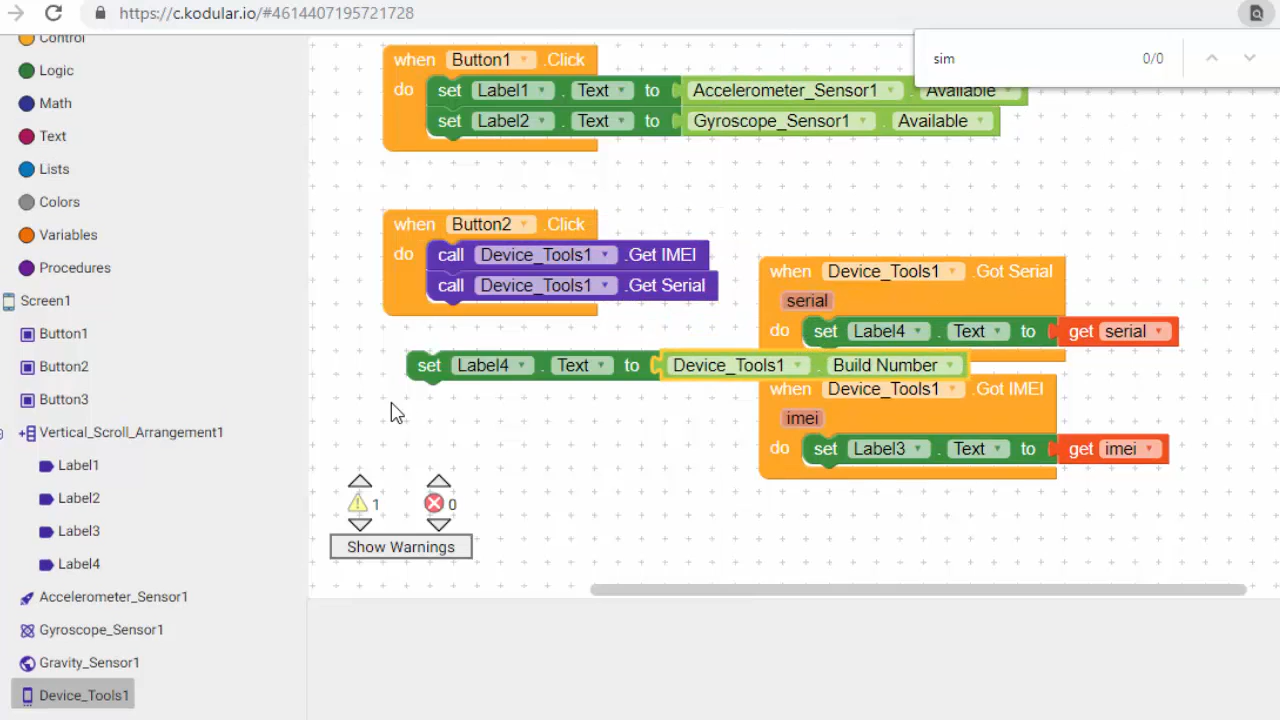 https://c.kodular.io/#4614407195721728
sim 0/0
Control
Logic
Math
Text
Lists
Colors
Variables
Procedures
Screen1
Button1
Button2
Button3
Vertical_Scroll_Arrangement1
Label1
Label2
Label3
Label4
Accelerometer_Sensor1
Gyroscope_Sensor1
Gravity_Sensor1
Device_Tools1
when Button1 .Click
do set Label1 . Text to Accelerometer_Sensor1 . Available
set Label2 . Text to Gyroscope_Sensor1 . Available
when Button2 .Click
do call Device_Tools1 .Get IMEI
call Device_Tools1 .Get Serial
when Device_Tools1 .Got Serial
serial
do set Label4 . Text to get serial
set Label4 . Text to Device_Tools1 . Build Number
when Device_Tools1 .Got IMEI
imei
do set Label3 . Text to get imei
1 0
Show Warnings